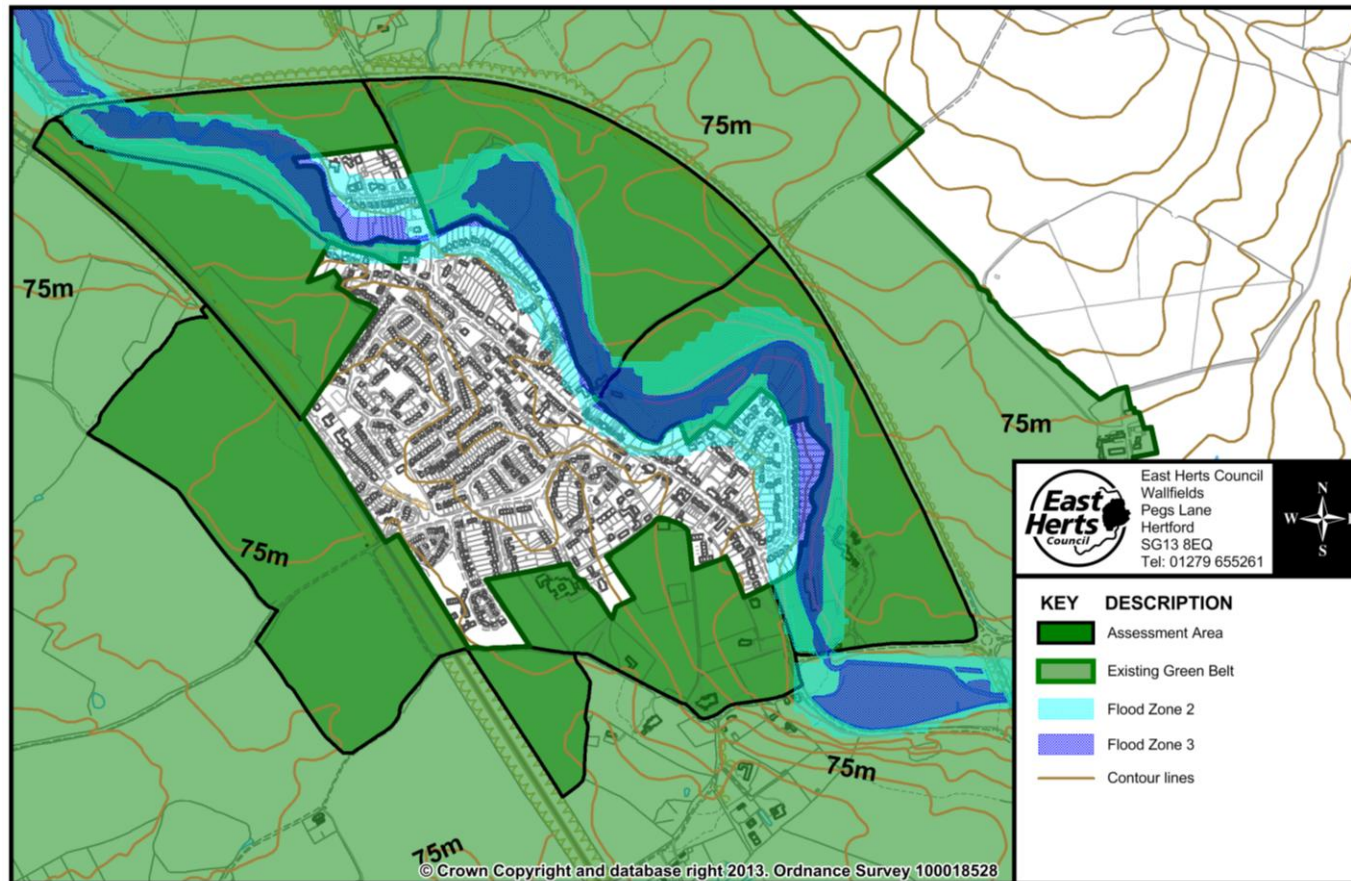 75m
75m
75m
75m
75m
75m
East
Herts
Council
East Herts Council
Wallfields
Pegs Lane
Hertford
SG13 8EQ
Tel: 01279 655261
N
W
E
S
KEY DESCRIPTION
Assessment Area
Existing Green Belt
Flood Zone 2
Flood Zone 3
Contour lines
© Crown Copyright and database right 2013. Ordnance Survey 100018528